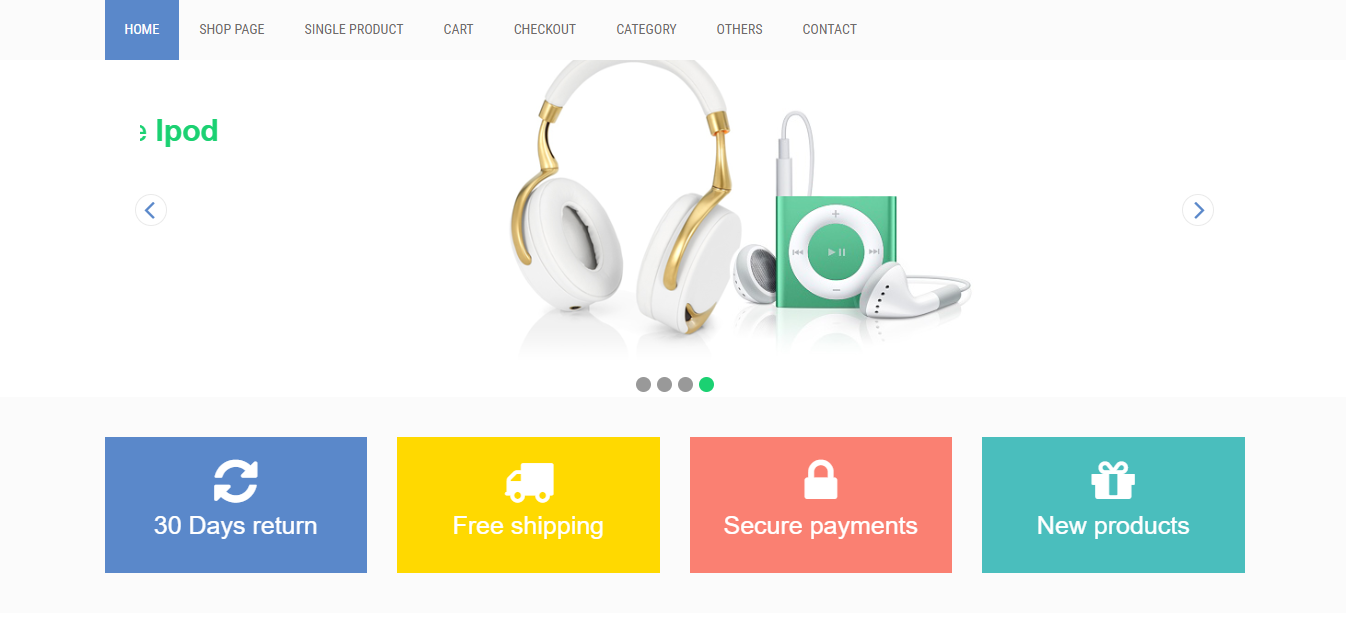 HOME SHOP PAGE SINGLE PRODUCT CART CHECKOUT CATEGORY OTHERS CONTACT
Ipod
30 Days return Free shipping Secure payments New products